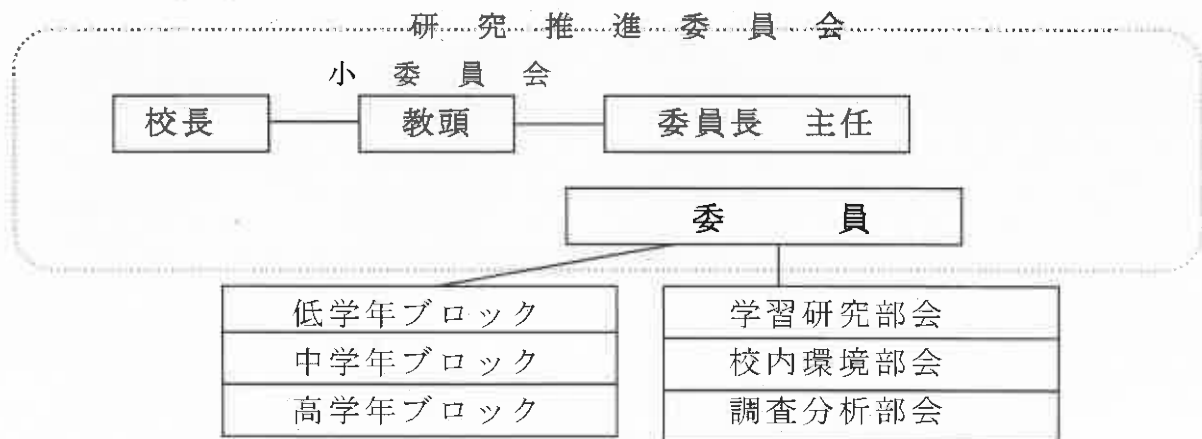 研究推進委員会
小委員会
校長 教頭 委員長 主任
委員
低学年ブロック 学習研究部会
中学年ブロック 校内環境部会
高学年ブロック 調査分析部会